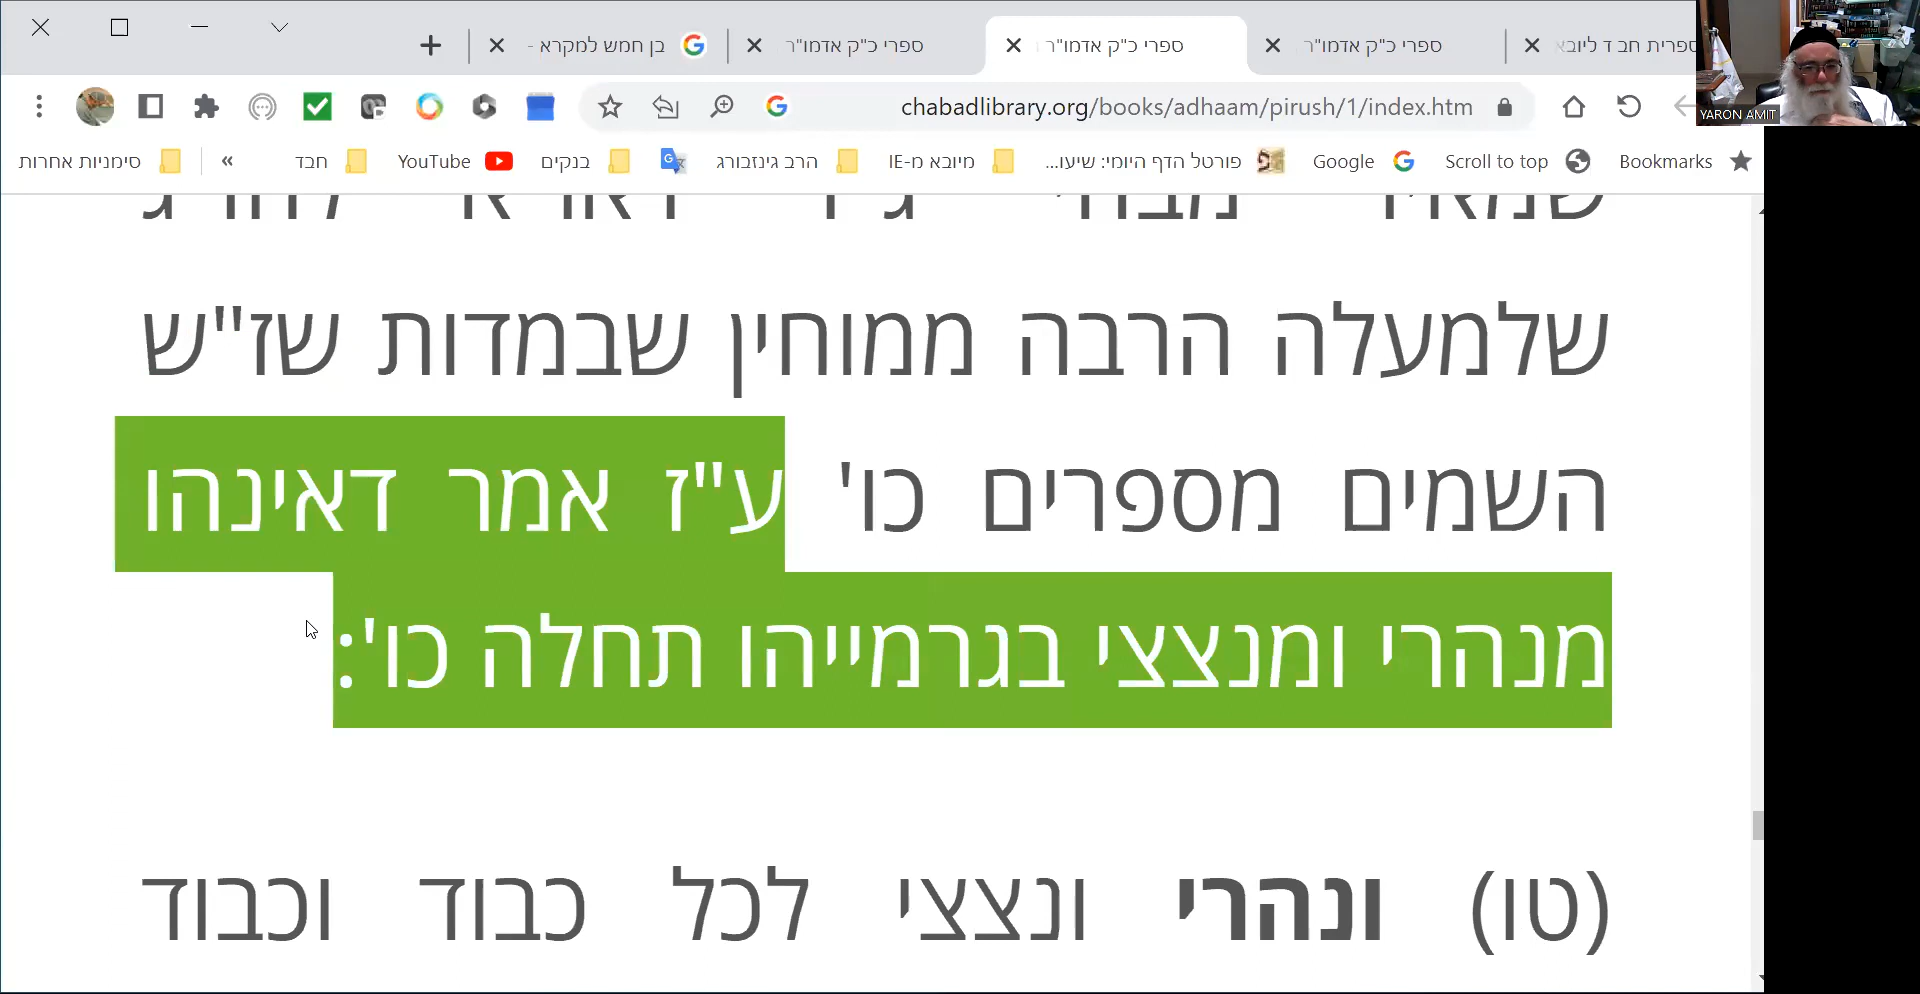 ספרית חב ד ליובא
ספרי כ"ק אדמו"ר
ספרי כ"ק אדמו"ר
ספרי כ"ק אדמו"ר
בן חמש למקרא -
YARON AMIT
chabadlibrary.org/books/adhaam/pirush/1/index.htm
Bookmarks Scroll to top Google פורטל הדף היומי: שיעו... מיובא מ-IE הרב גינזבורג בנקים YouTube חבד » סימניות אחרות
שלמעלה הרבה ממוחין שבמדות שז"ש
השמים מספרים כו' ע"ז אמר דאינהו
מנהרי ומנצצי בגרמייהו תחלה כו':
(טו) ונהרי ונצצי לכל כבוד וכבוד